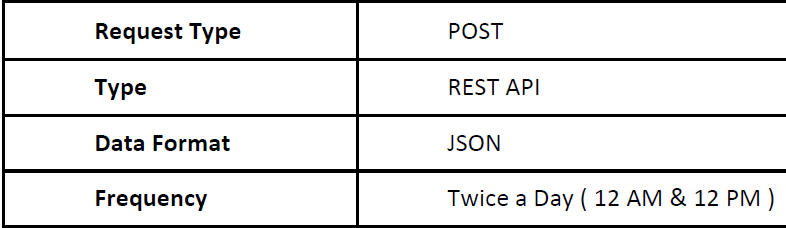 Request Type POST
Type REST API
Data Format JSON
Frequency Twice a Day ( 12 AM & 12 PM )